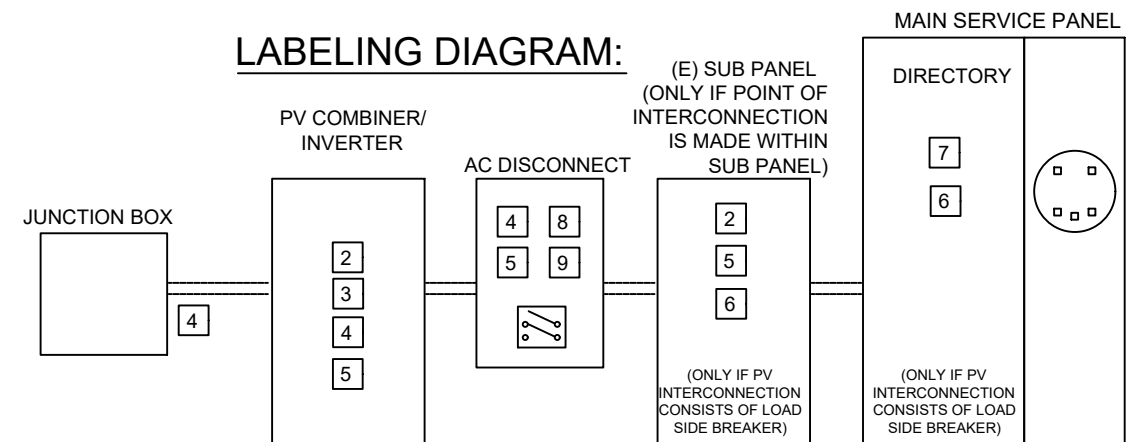 LABELING DIAGRAM:
JUNCTION BOX
4
PV COMBINER/
INVERTER
2
3
4
5
AC DISCONNECT
4 8
5 9
(E) SUB PANEL
(ONLY IF POINT OF
INTERCONNECTION
IS MADE WITHIN
SUB PANEL)
2
5
6
(ONLY IF PV
INTERCONNECTION
CONSISTS OF LOAD
SIDE BREAKER)
MAIN SERVICE PANEL
DIRECTORY
7
6
(ONLY IF PV
INTERCONNECTION
CONSISTS OF LOAD
SIDE BREAKER)